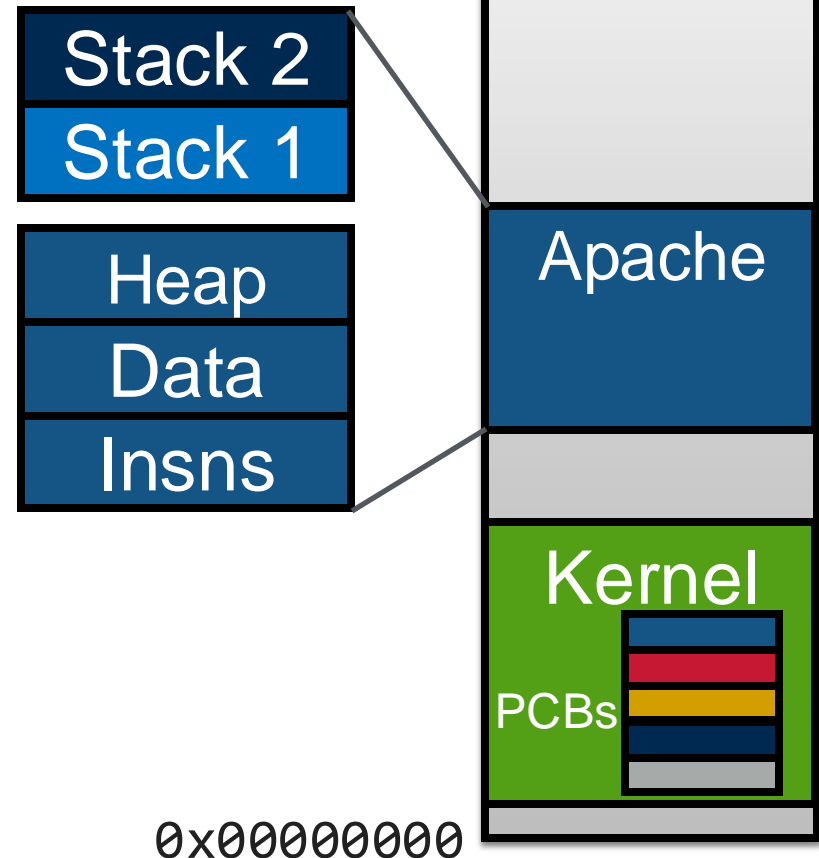 Stack 2
Stack 1
Heap
Data
Insns
Apache
Kernel
PCBs
0x00000000